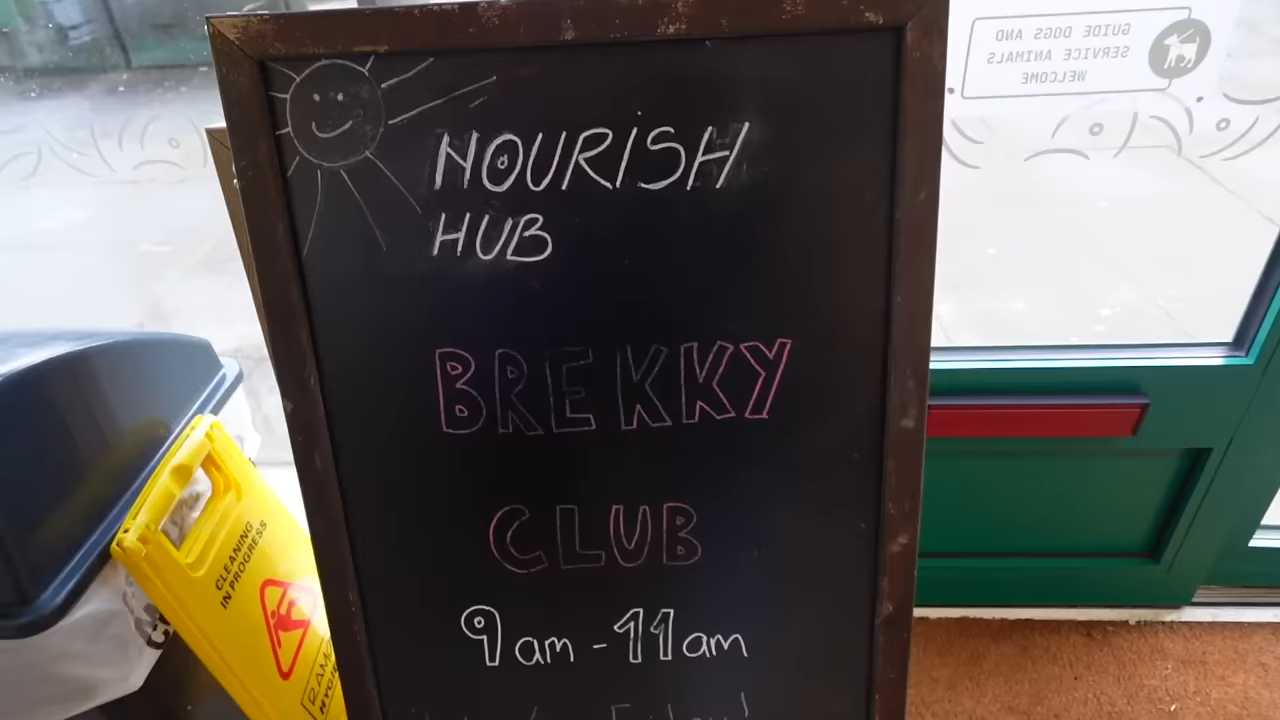 GUIDE DOGS AND
SERVICE ANIMALS
WELCOME
NOURISH
HUB
BREKKY
CLUB
9am - 11am
CLEANING
IN PROGRESS